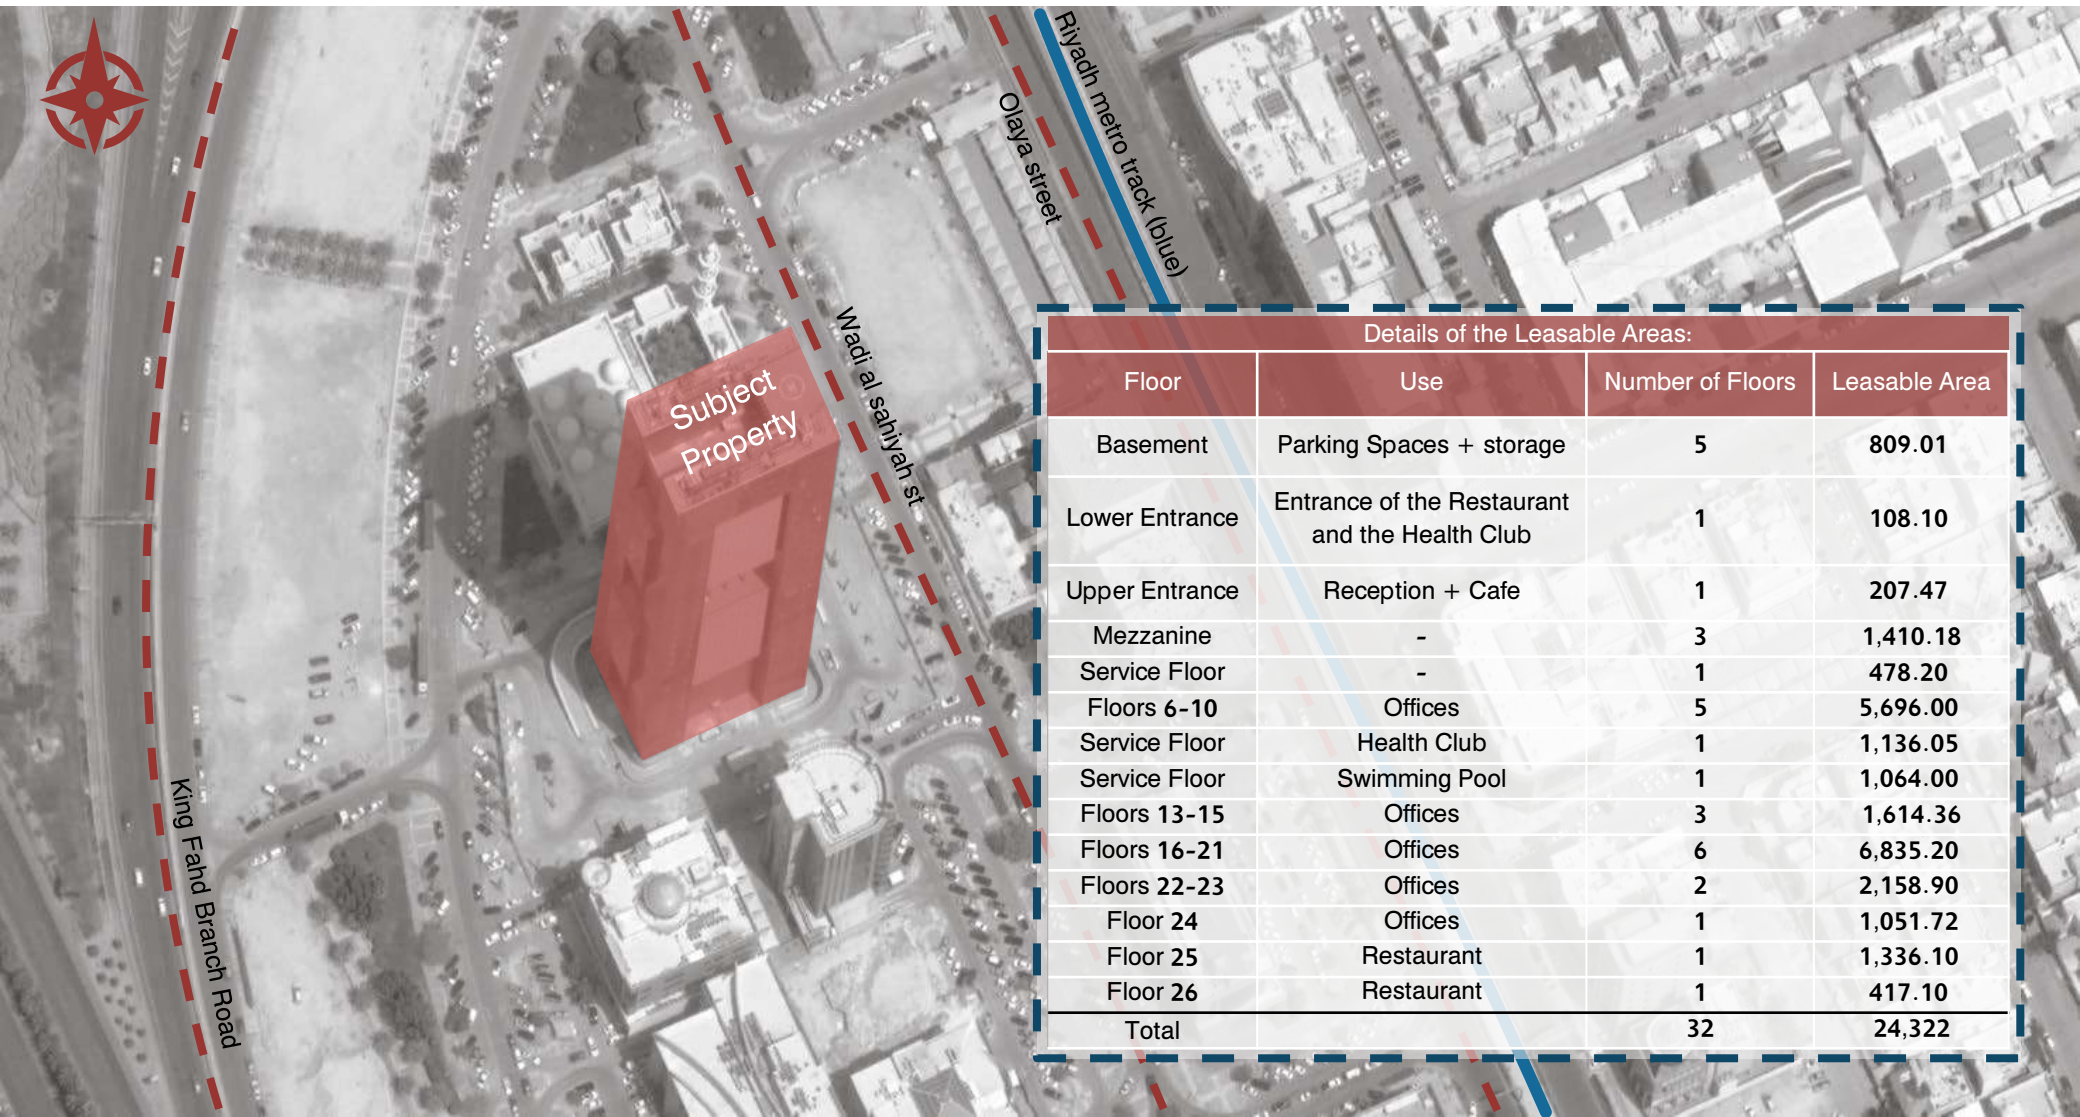 Riyadh metro track (blue)
Olaya street
Wadi al sahiyah st
Subject
Property
King Fahd Branch Road
Details of the Leasable Areas:
Floor Use Number of Floors Leasable Area
Basement Parking Spaces + storage 5 809.01
Lower Entrance Entrance of the Restaurant
and the Health Club 1 108.10
Upper Entrance Reception + Cafe 1 207.47
Mezzanine - 3 1,410.18
Service Floor - 1 478.20
Floors 6-10 Offices 5 5,696.00
Service Floor Health Club 1 1,136.05
Service Floor Swimming Pool 1 1,064.00
Floors 13-15 Offices 3 1,614.36
Floors 16-21 Offices 6 6,835.20
Floors 22-23 Offices 2 2,158.90
Floor 24 Offices 1 1,051.72
Floor 25 Restaurant 1 1,336.10
Floor 26 Restaurant 1 417.10
Total 32 24,322